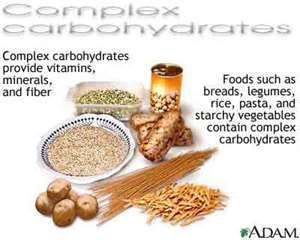 Complex
carbohydrates
Complex carbohydrates
provide vitamins,
minerals,
and fiber
Foods such as
breads, legumes,
rice, pasta, and
starchy vegetables
contain complex
carbohydrates
ADAM.